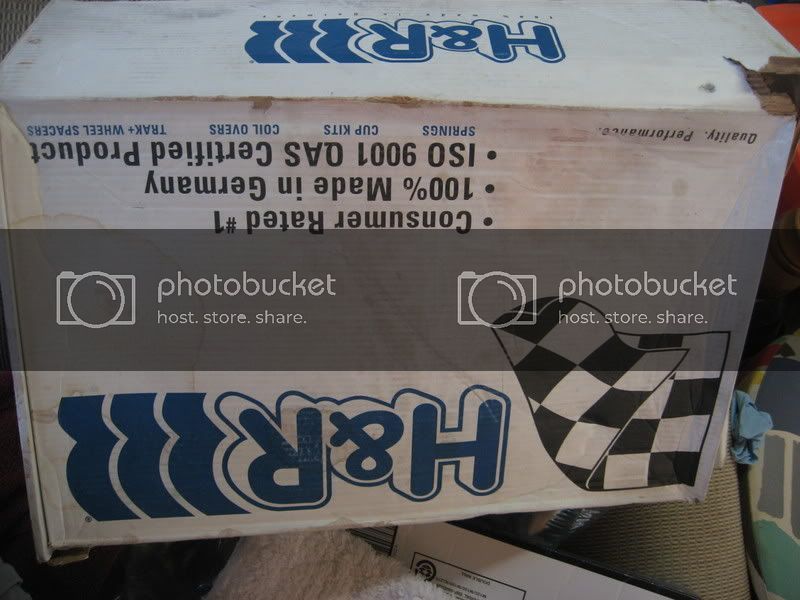 H&R
®
Quality. Performance.
SPRINGS CUP KITS COIL OVERS TRAK+ WHEEL SPACERS
• ISO 9001 QAS Certified Product
• 100% Made in Germany
• Consumer Rated #1
photobucket
host. store. share.
photobucket
host. store. share.
H&R
®